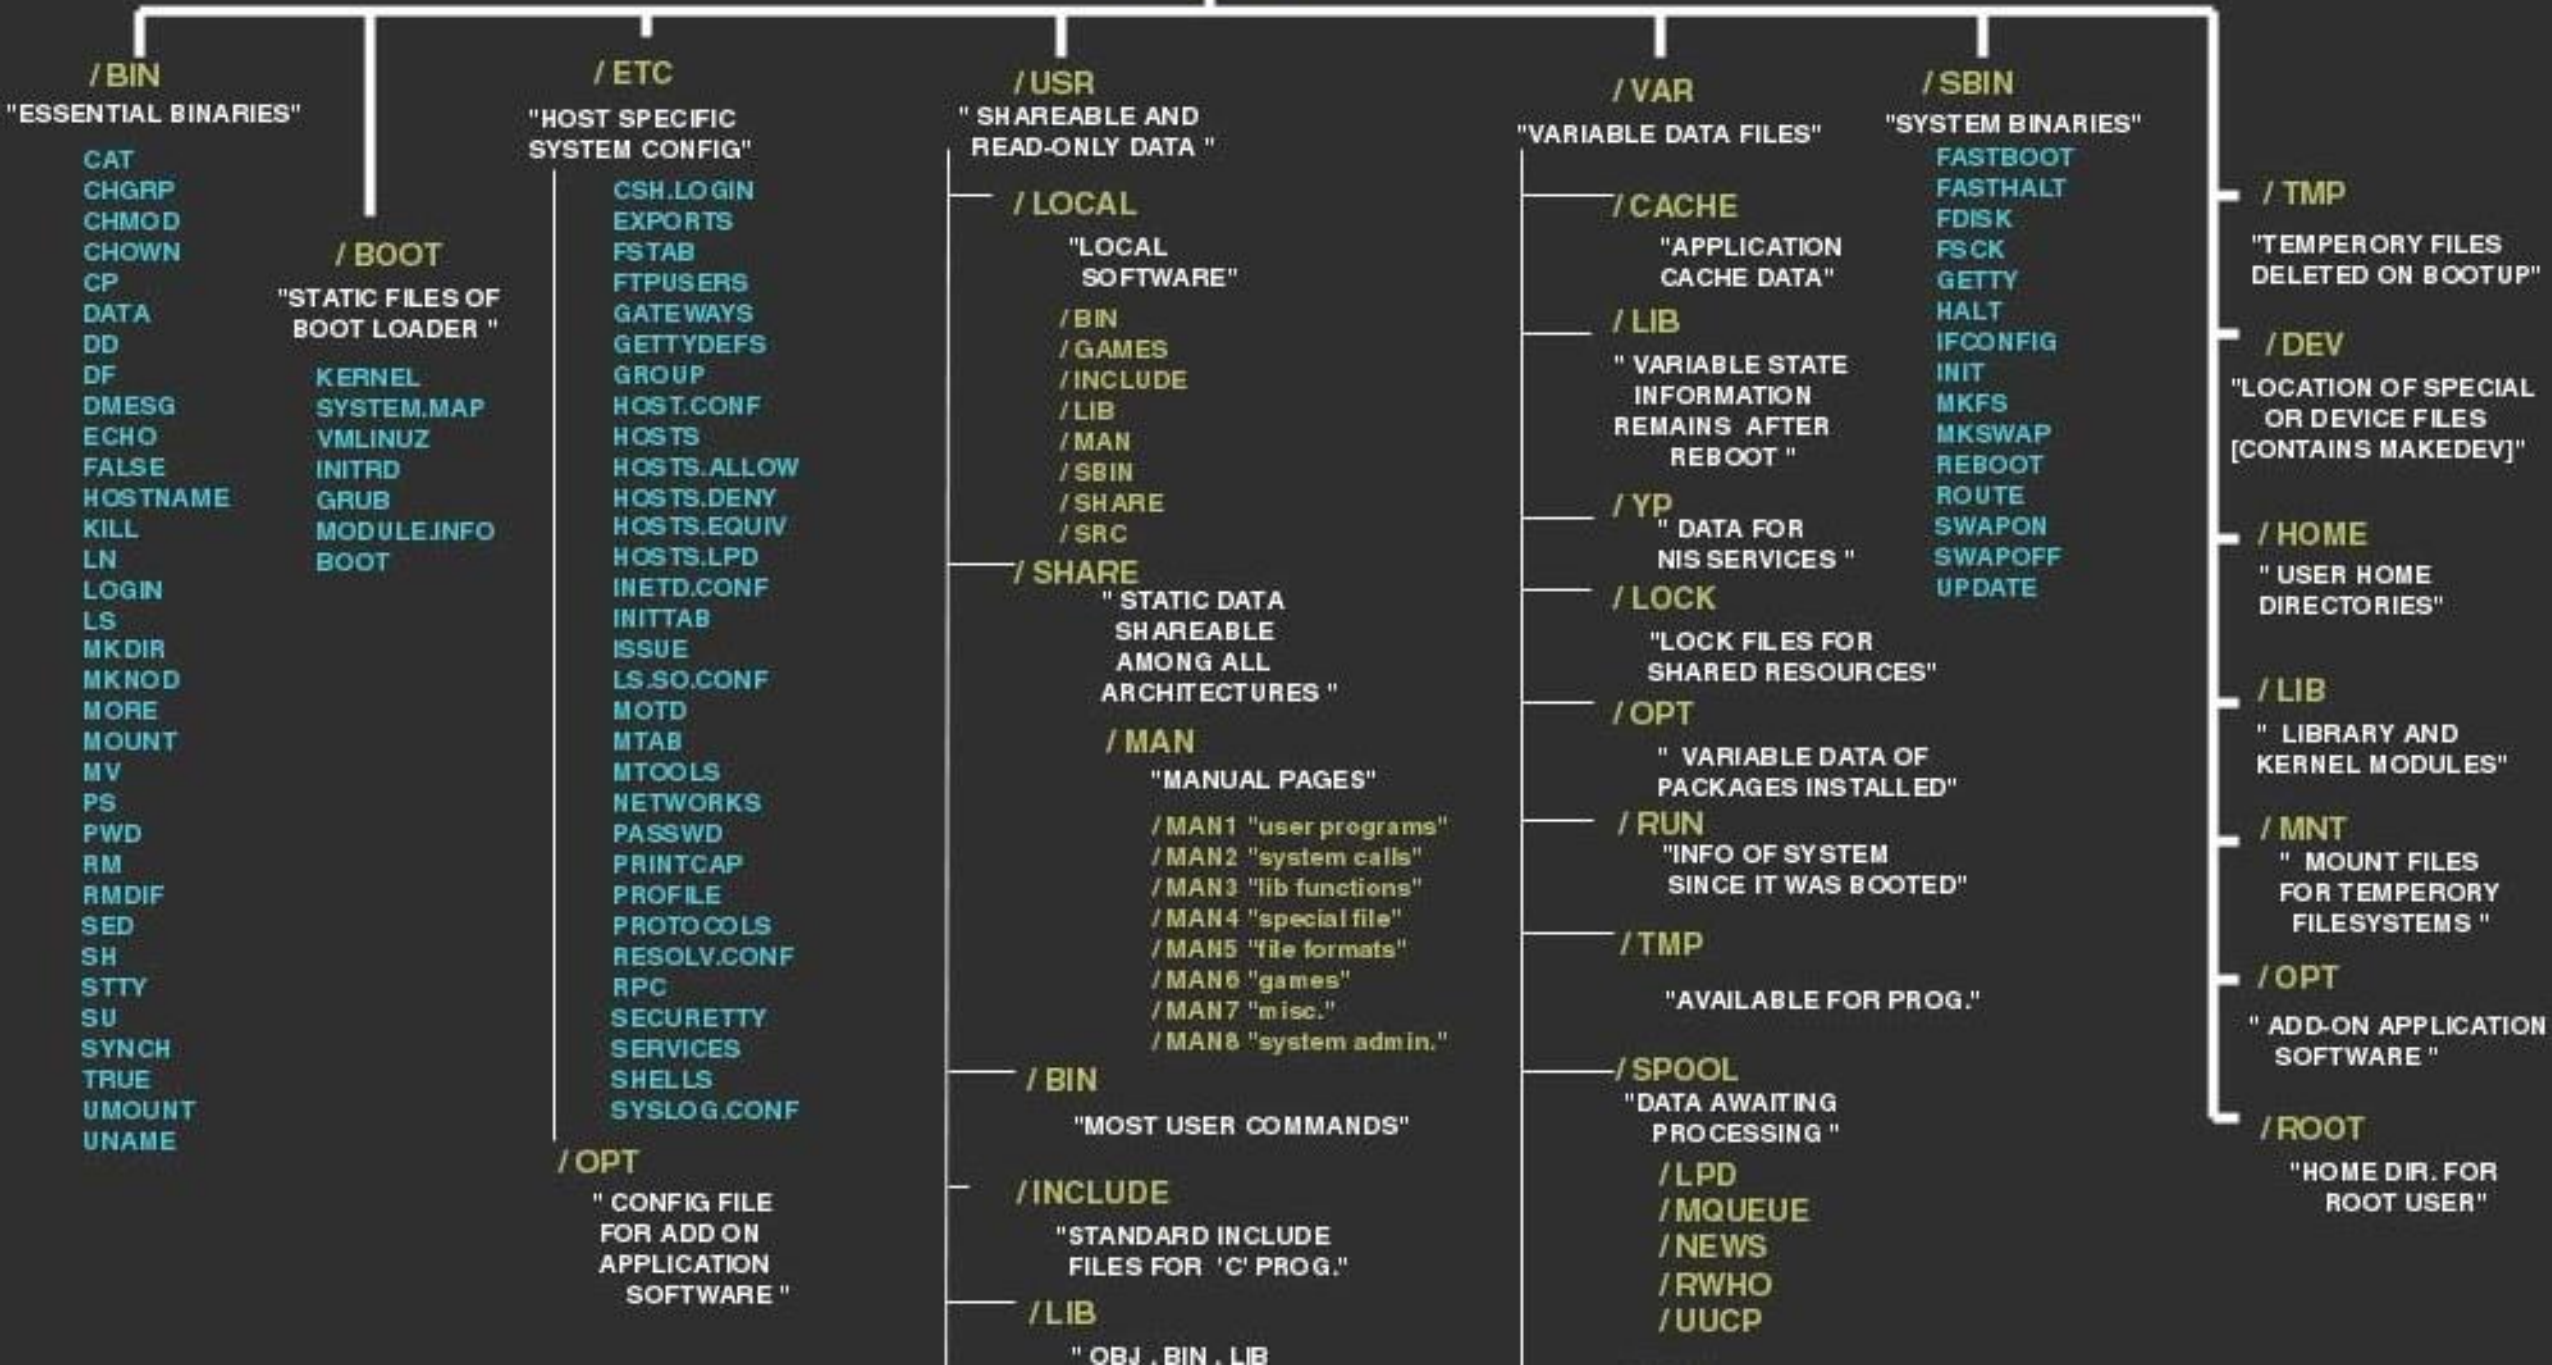 /BIN
"ESSENTIAL BINARIES"
CAT
CHGRP
CHMOD
CHOWN
CP
DATA
DD
DF
DMESG
ECHO
FALSE
HOSTNAME
KILL
LN
LOGIN
LS
MKDIR
MKNOD
MORE
MOUNT
MV
PS
PWD
RM
RMDIF
SED
SH
STTY
SU
SYNCH
TRUE
UMOUNT
UNAME
/BOOT
"STATIC FILES OF
BOOT LOADER "
KERNEL
SYSTEM.MAP
VMLINUZ
INITRD
GRUB
MODULE.INFO
BOOT
/ETC
"HOST SPECIFIC
SYSTEM CONFIG"
CSH.LOGIN
EXPORTS
FSTAB
FTPUSERS
GATEWAYS
GETTYDEFS
GROUP
HOST.CONF
HOSTS
HOSTS.ALLOW
HOSTS.DENY
HOSTS.EQUIV
HOSTS.LPD
INETD.CONF
INITTAB
ISSUE
LS.SO.CONF
MOTD
MTAB
MTOOLS
NETWORKS
PASSWD
PRINTCAP
PROFILE
PROTOCOLS
RESOLV.CONF
RPC
SECURETTY
SERVICES
SHELLS
SYSLOG.CONF
/OPT
" CONFIG FILE
FOR ADD ON
APPLICATION
SOFTWARE "
/USR
" SHAREABLE AND
READ-ONLY DATA "
/LOCAL
"LOCAL
SOFTWARE"
/BIN
/GAMES
/INCLUDE
/LIB
/MAN
/SBIN
/SHARE
/SRC
/SHARE
" STATIC DATA
SHAREABLE
AMONG ALL
ARCHITECTURES "
/MAN
"MANUAL PAGES"
/MAN1 "user programs"
/MAN2 "system calls"
/MAN3 "lib functions"
/MAN4 "special file"
/MAN5 "file formats"
/MAN6 "games"
/MAN7 "misc."
/MAN8 "system admin."
/BIN
"MOST USER COMMANDS"
/INCLUDE
"STANDARD INCLUDE
FILES FOR 'C' PROG."
/LIB
" OBJ , BIN , LIB
/VAR
"VARIABLE DATA FILES"
/CACHE
"APPLICATION
CACHE DATA"
/LIB
" VARIABLE STATE
INFORMATION
REMAINS AFTER
REBOOT "
/YP
" DATA FOR
NIS SERVICES "
/LOCK
"LOCK FILES FOR
SHARED RESOURCES"
/OPT
" VARIABLE DATA OF
PACKAGES INSTALLED"
/RUN
"INFO OF SYSTEM
SINCE IT WAS BOOTED"
/TMP
"AVAILABLE FOR PROG."
/SPOOL
"DATA AWAITING
PROCESSING "
/LPD
/MQUEUE
/NEWS
/RWHO
/UUCP
/SBIN
"SYSTEM BINARIES"
FASTBOOT
FASTHALT
FDISK
FSCK
GETTY
HALT
IFCONFIG
INIT
MKFS
MKSWAP
REBOOT
ROUTE
SWAPON
SWAPOFF
UPDATE
/TMP
"TEMPERORY FILES
DELETED ON BOOTUP"
/DEV
"LOCATION OF SPECIAL
OR DEVICE FILES
[CONTAINS MAKEDEV]"
/HOME
" USER HOME
DIRECTORIES"
/LIB
" LIBRARY AND
KERNEL MODULES"
/MNT
" MOUNT FILES
FOR TEMPERORY
FILESYSTEMS "
/OPT
" ADD-ON APPLICATION
SOFTWARE "
/ROOT
"HOME DIR. FOR
ROOT USER"